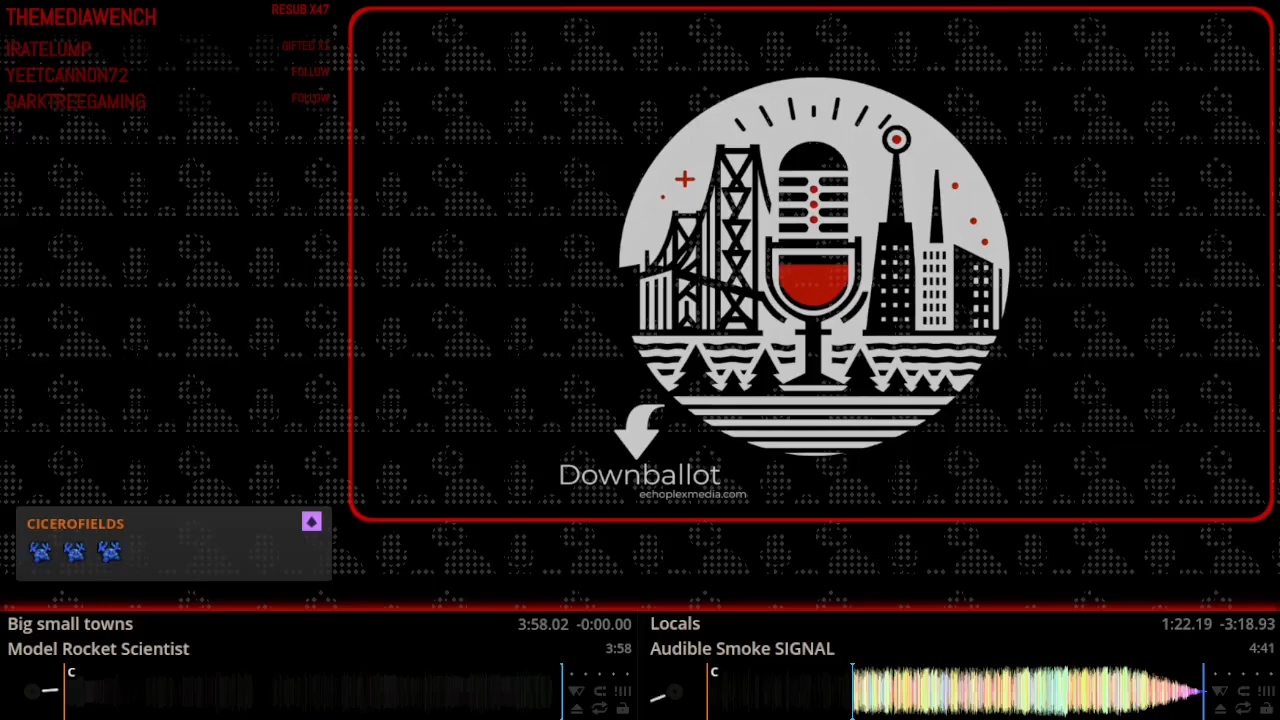 THEMEDIAWENCH RESUB X47
IRATELUMP GIFTED X1
YEETCANNON72 FOLLOW
DARKTREEGAMING FOLLOW
Downballot
echoplexmedia.com
CICEROFIELDS
Big small towns 3:58.02 -0:00.00
Model Rocket Scientist 3:58
C
Locals 1:22.19 -3:18.93
Audible Smoke SIGNAL 4:41
C